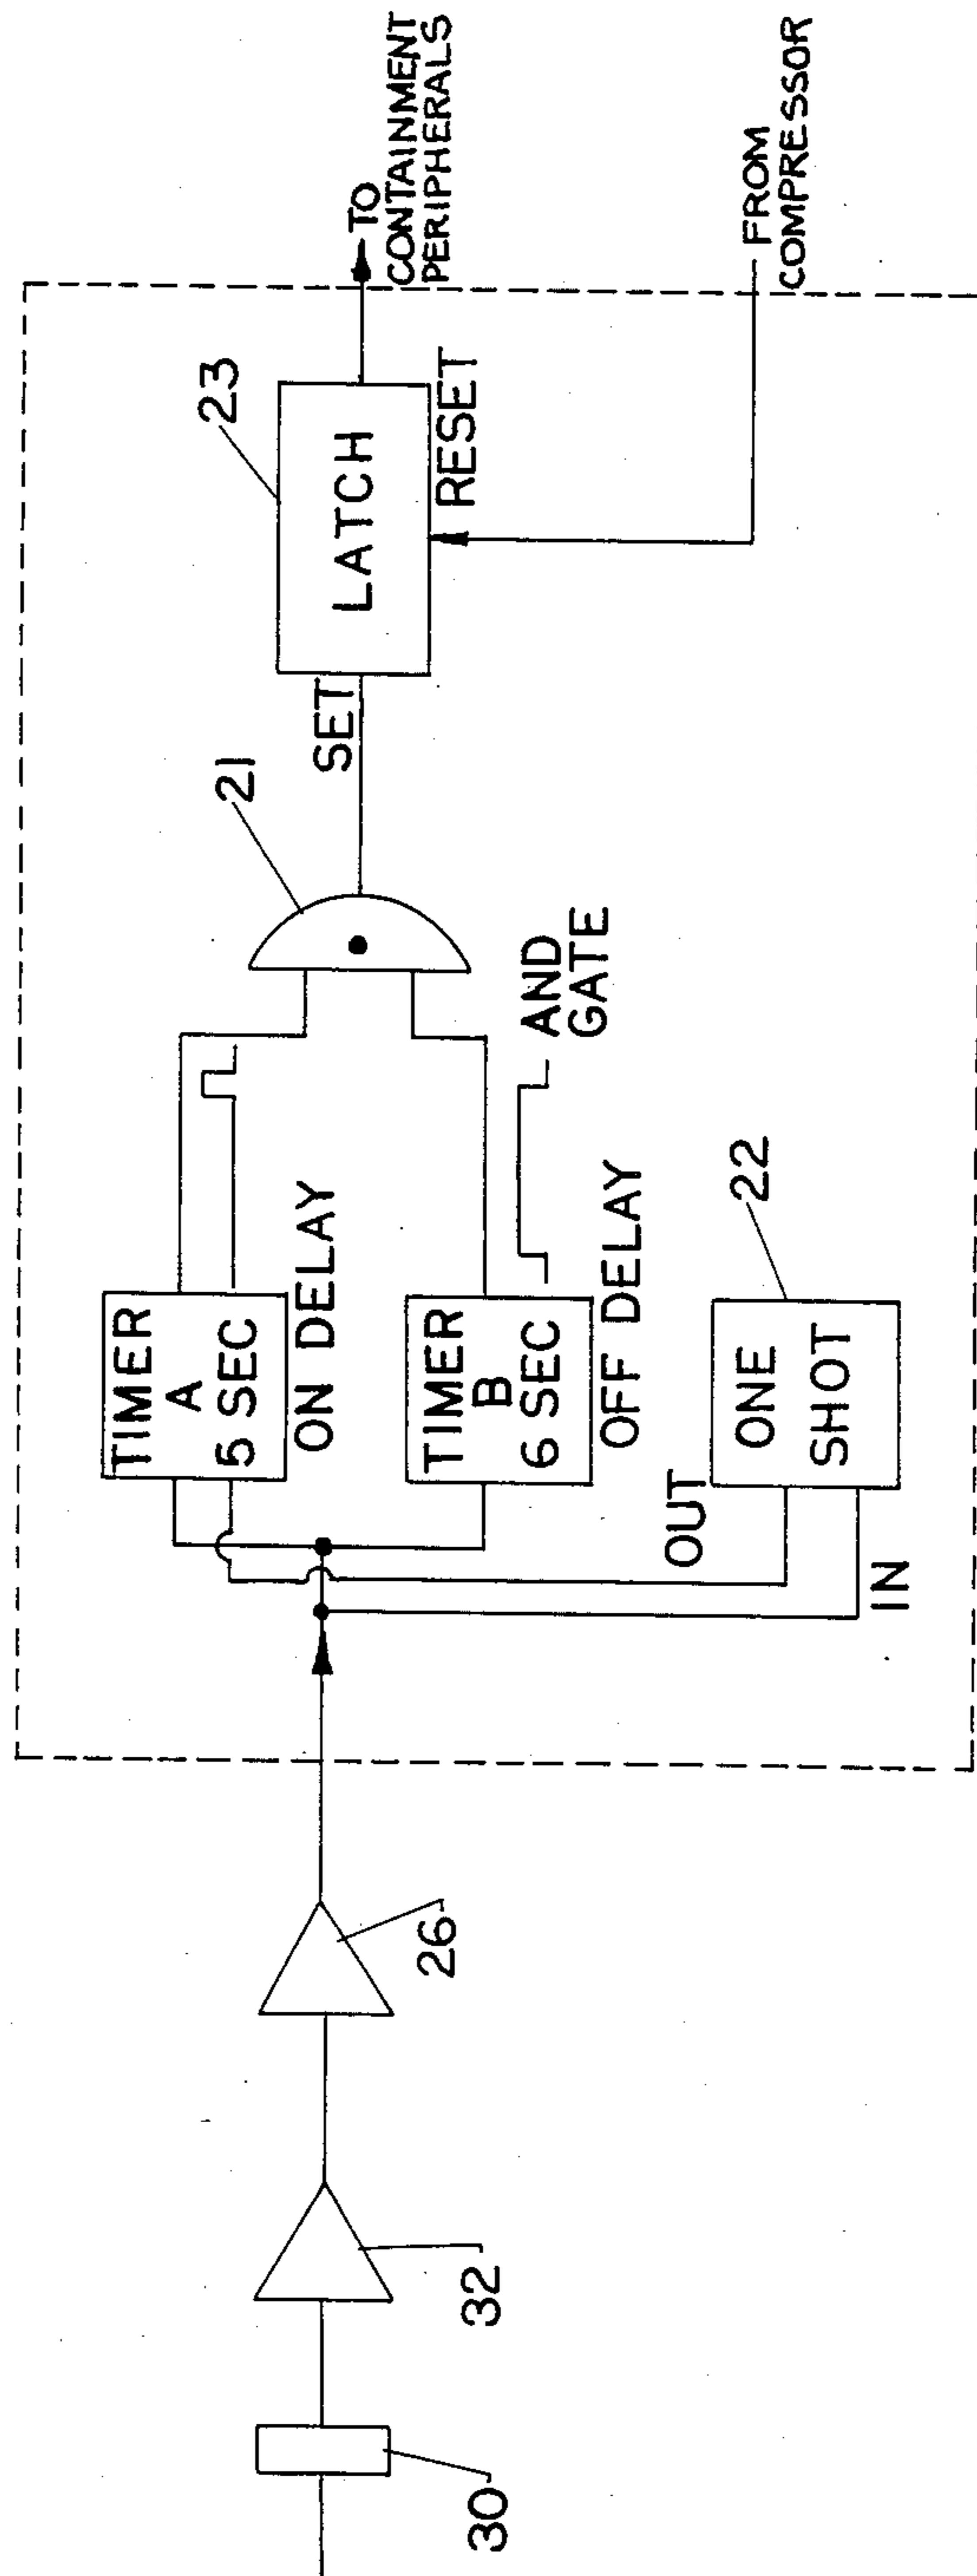 30
32
26
TIMER
A
5 SEC
ON DELAY
TIMER
B
6 SEC
OFF DELAY
OUT
IN
ONE
SHOT
22
AND
GATE
21
SET
LATCH
23
RESET
TO
CONTAINMENT
PERIPHERALS
FROM
COMPRESSOR